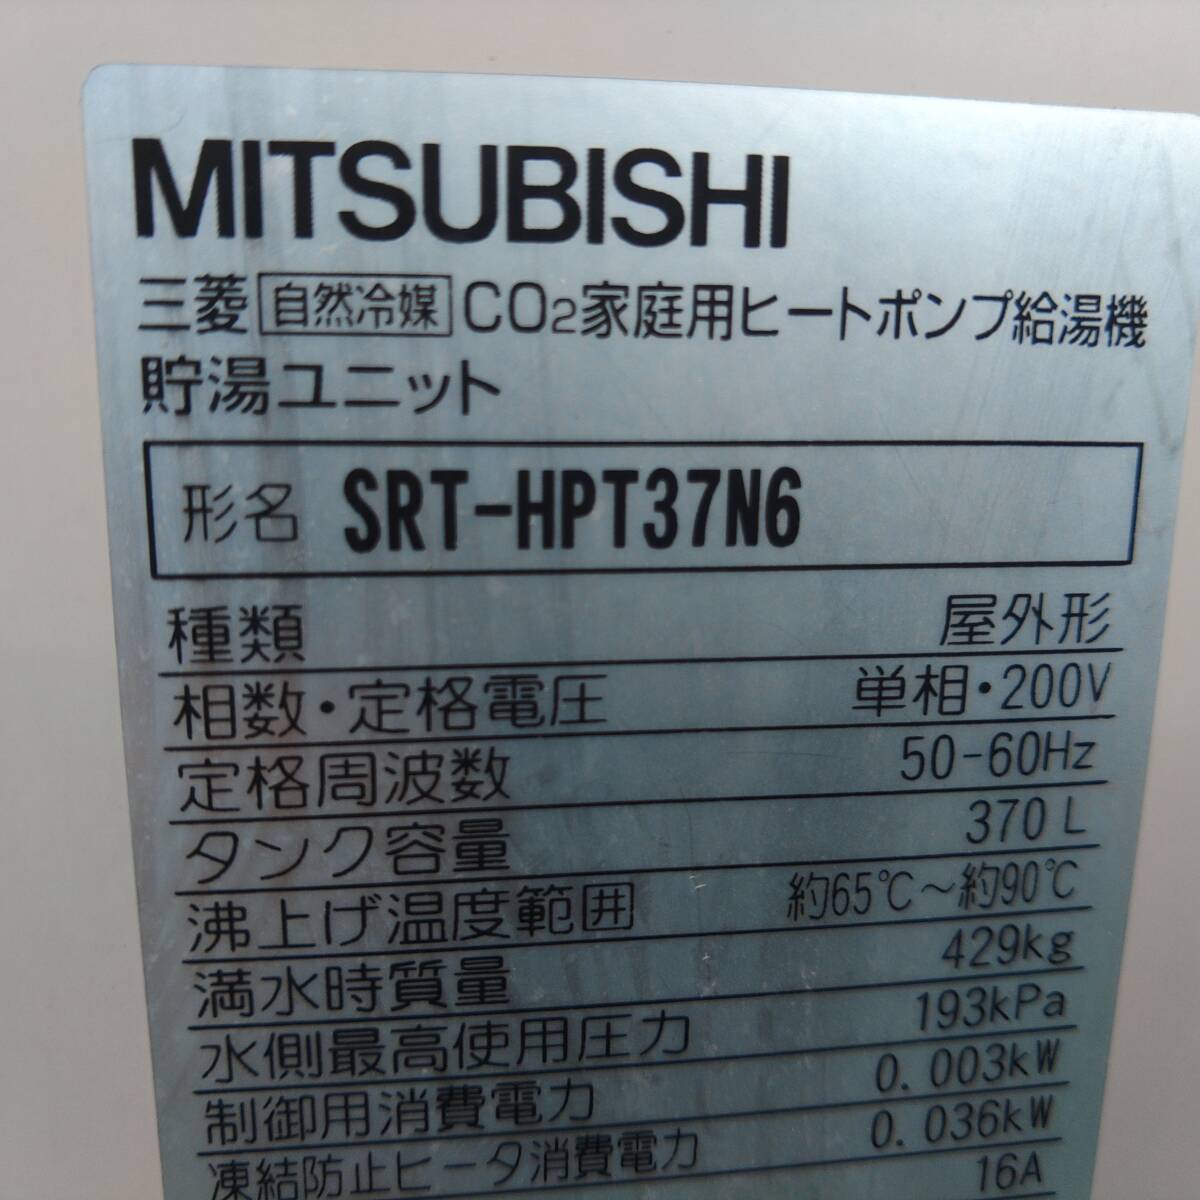 MITSUBISHI
三菱 自然冷媒 CO₂家庭用ヒートポンプ給湯機
貯湯ユニット
形名 SRT-HPT37N6
種類 屋外形
相数・定格電圧 単相・200V
定格周波数 50-60Hz
タンク容量 370L
沸上げ温度範囲 約65℃～約90℃
満水時質量 429kg
水側最高使用圧力 193kPa
制御用消費電力 0.003kW
凍結防止ヒータ消費電力 0.036kW
16A